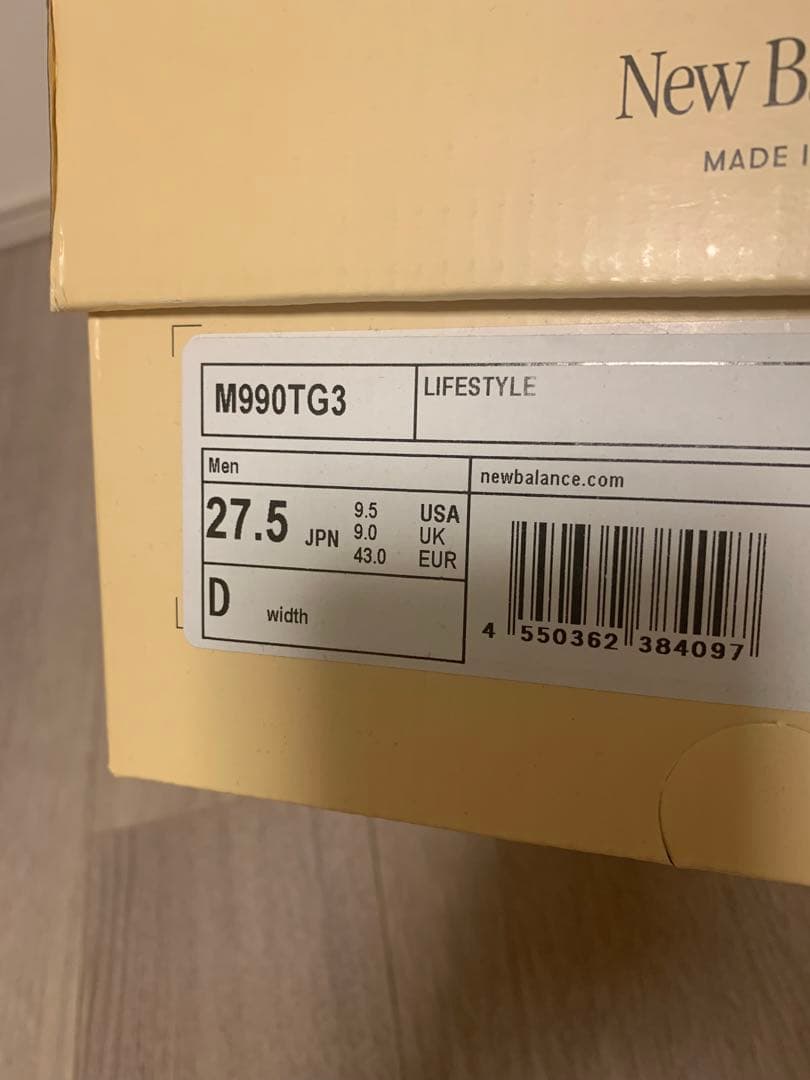 New B
MADE I
M990TG3
LIFESTYLE
Men
newbalance.com
27.5 JPN
9.5 USA
9.0 UK
43.0 EUR
D width
4 550362 384097